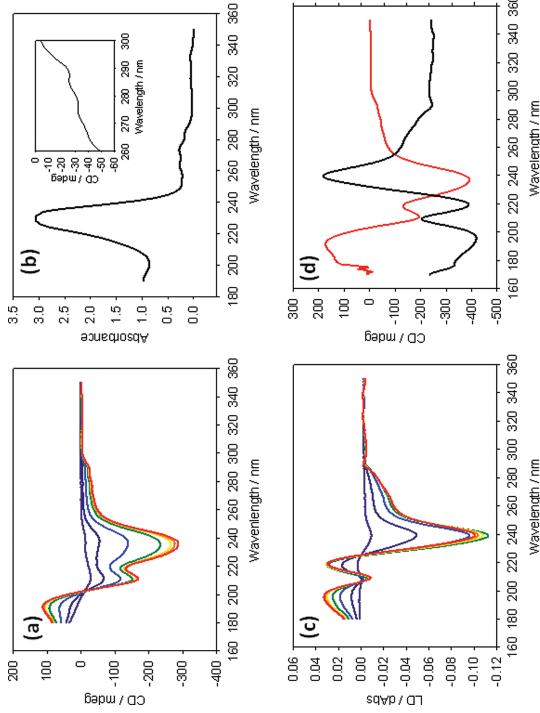 (a)
CD / mdeg
200
100
0
-100
-200
-300
-400
160 180 200 220 240 260 280 300 320 340 360
Wavenlength / nm
(b)
Absorbance
3.5
3.0
2.5
2.0
1.5
1.0
0.5
0.0
180 200 220 240 260 280 300 320 340 360
Wavelength / nm
CD / mdeg
0
-10
-20
-30
-40
-50
-60
260 270 280 290 300
Wavelength / nm
(c)
LD / dAbs
0.06
0.04
0.02
0.00
-0.02
-0.04
-0.06
-0.08
-0.10
-0.12
160 180 200 220 240 260 280 300 320 340 360
Wavelength / nm
(d)
CD / mdeg
300
200
100
0
-100
-200
-300
-400
-500
160 180 200 220 240 260 280 300 320 340 360
Wavelength / nm